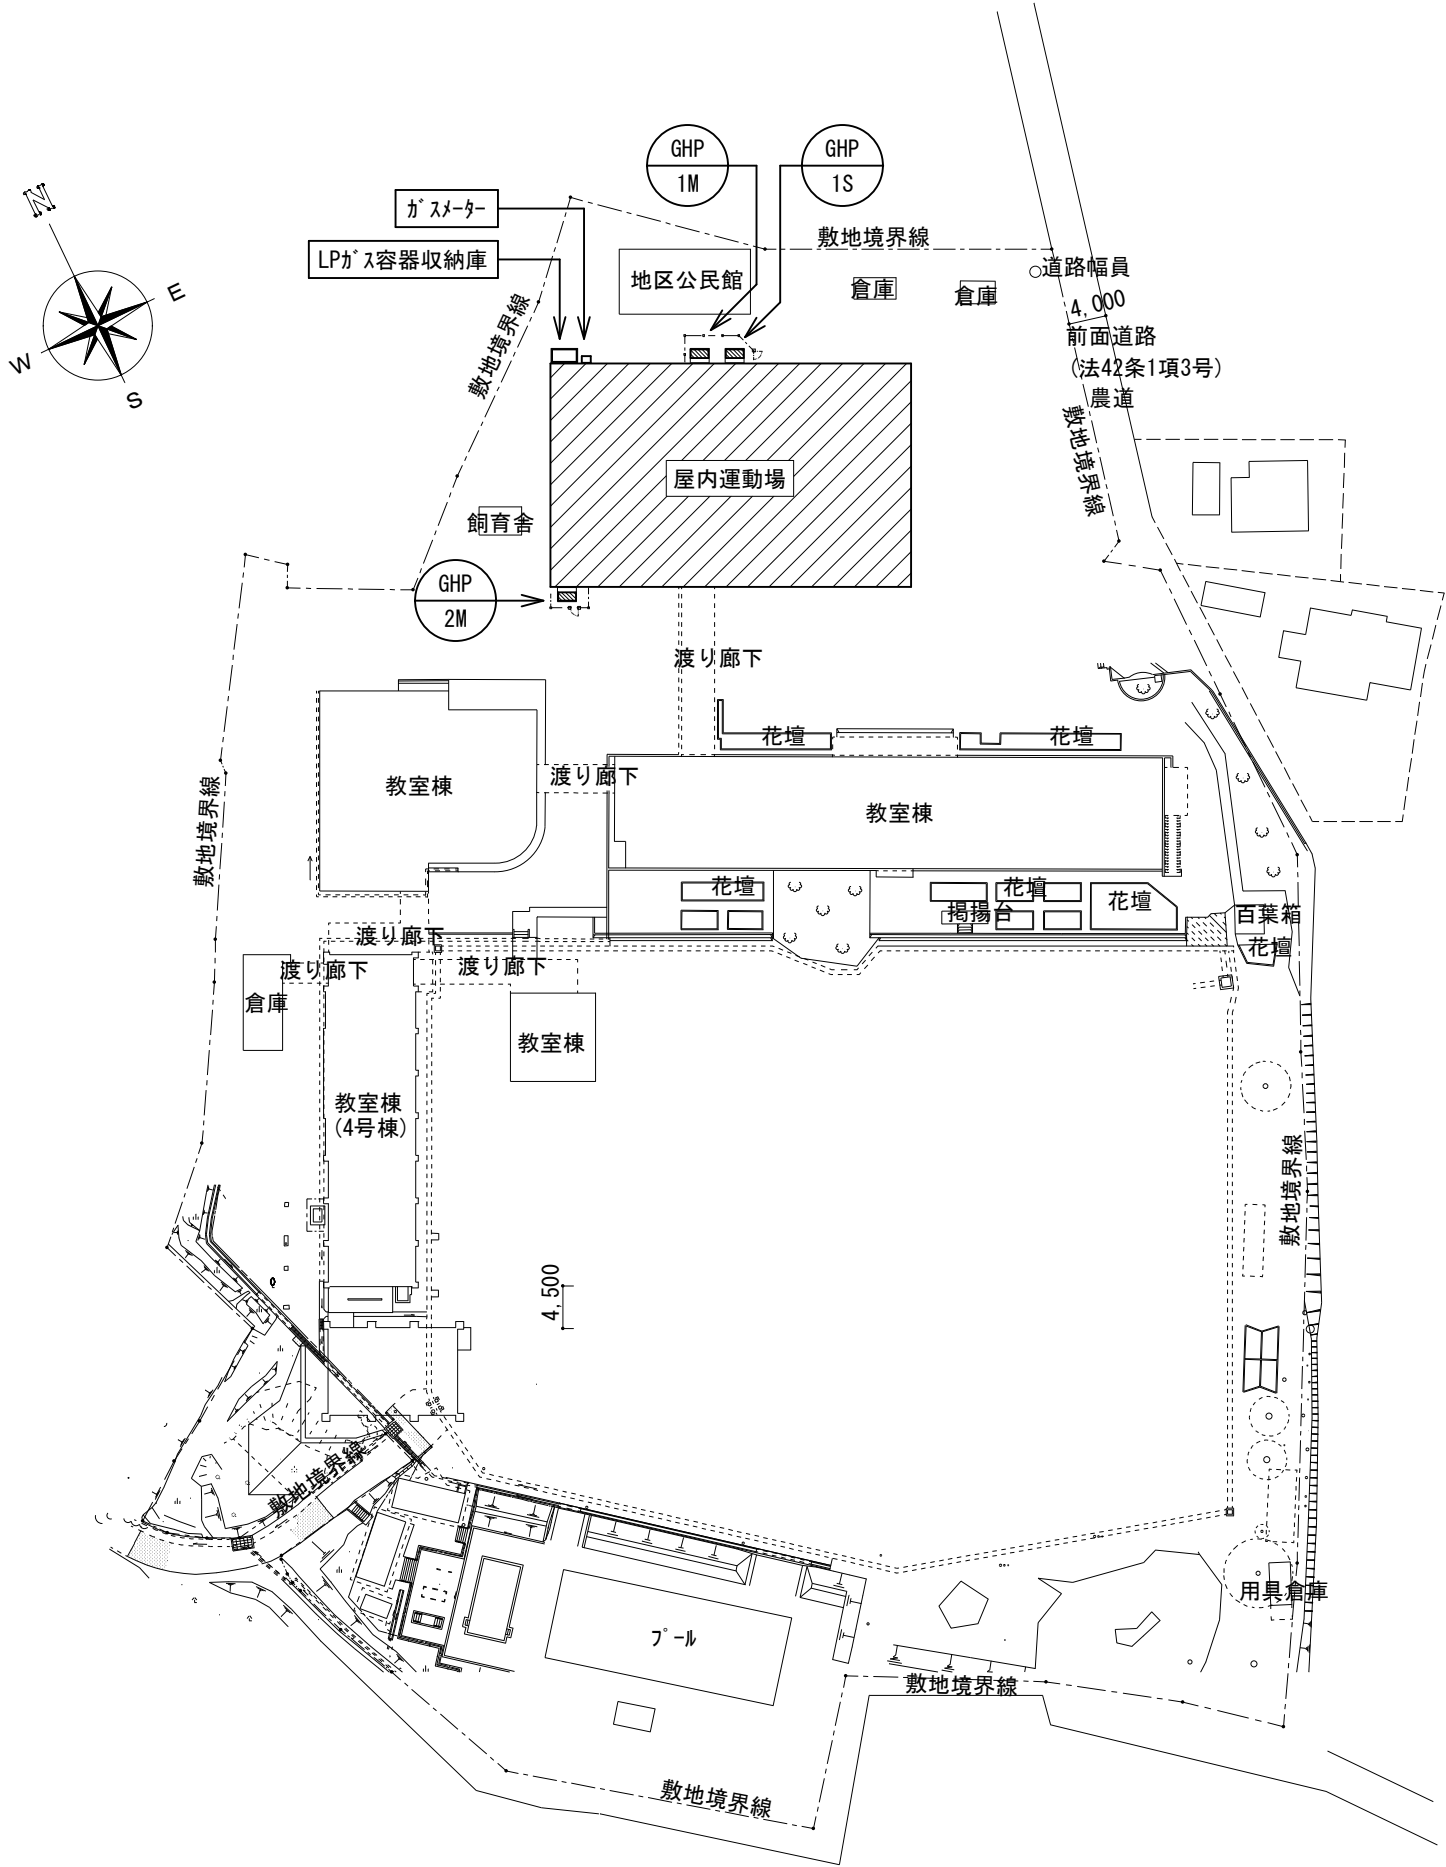 GHP
1M
GHP
1S
N
E
W
S
ｶﾞｽﾒｰﾀｰ
LPｶﾞｽ容器収納庫
敷地境界線
地区公民館
倉庫
倉庫
道路幅員
4,000
前面道路
(法42条1項3号)
農道
敷地境界線
敷地境界線
屋内運動場
飼育舎
GHP
2M
渡り廊下
花壇
花壇
教室棟
渡り廊下
教室棟
敷地境界線
花壇
花壇
花壇
掲揚台
百葉箱
花壇
渡り廊下
渡り廊下
渡り廊下
倉庫
教室棟
教室棟
(4号棟)
敷地境界線
4,500
敷地境界線
用具倉庫
ﾌﾟｰﾙ
敷地境界線
敷地境界線